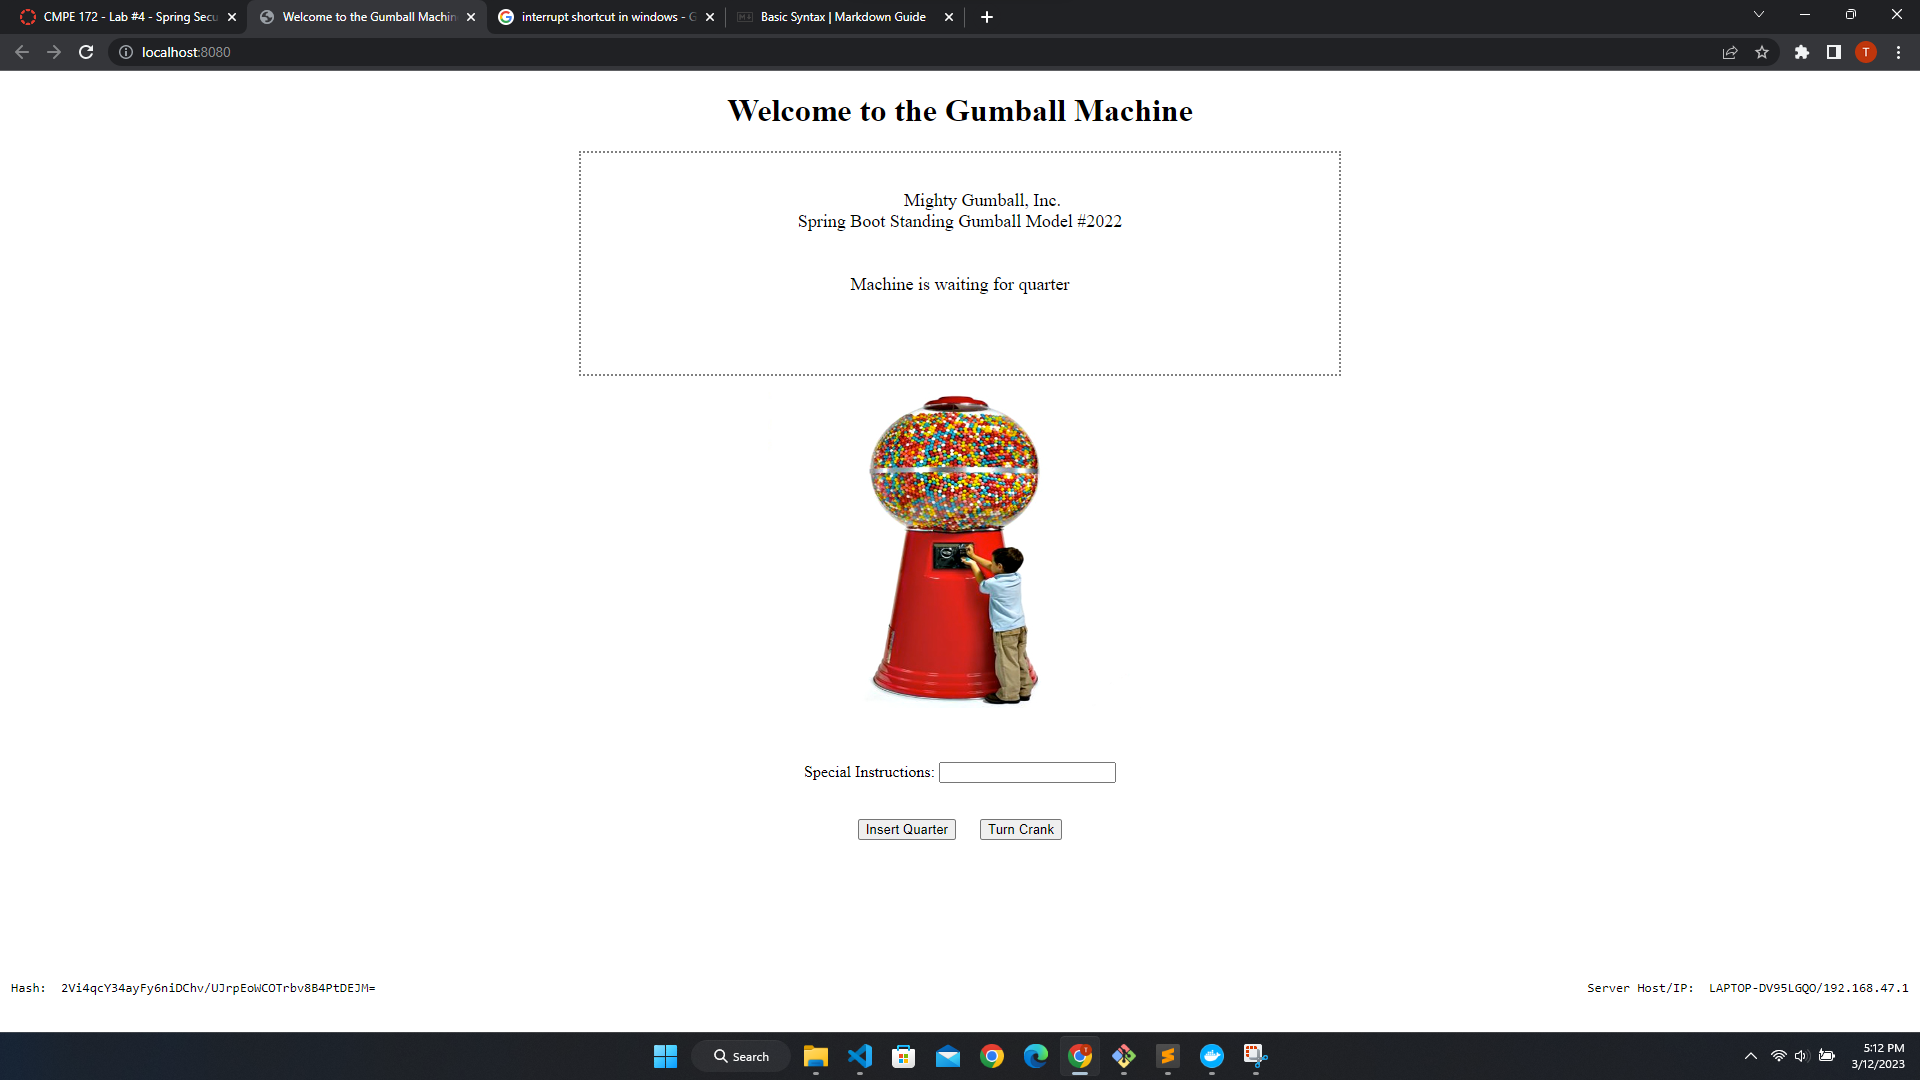 CMPE 172 - Lab #4 - Spring Secu
Welcome to the Gumball Machin
interrupt shortcut in windows - G
Basic Syntax | Markdown Guide
localhost:8080
T
Welcome to the Gumball Machine
Mighty Gumball, Inc.
Spring Boot Standing Gumball Model #2022
Machine is waiting for quarter
Special Instructions:
Insert Quarter
Turn Crank
Hash: 2Vi4qcY34ayFy6niDChv/UJrpEoWCOTrbv8B4PtDEJM=
Server Host/IP: LAPTOP-DV95LGQO/192.168.47.1
Search
5:12 PM
3/12/2023